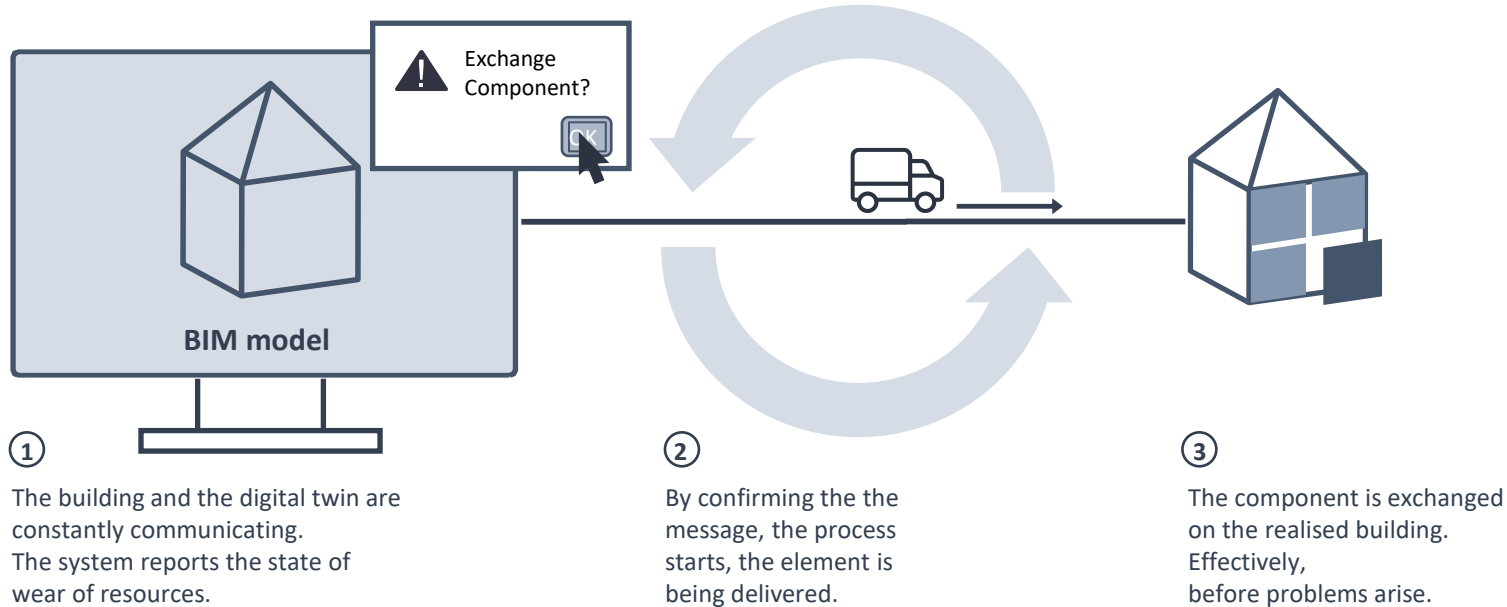 Exchange
Component?
OK
BIM model
1
The building and the digital twin are
constantly communicating.
The system reports the state of
wear of resources.
2
By confirming the the
message, the process
starts, the element is
being delivered.
3
The component is exchanged
on the realised building.
Effectively,
before problems arise.